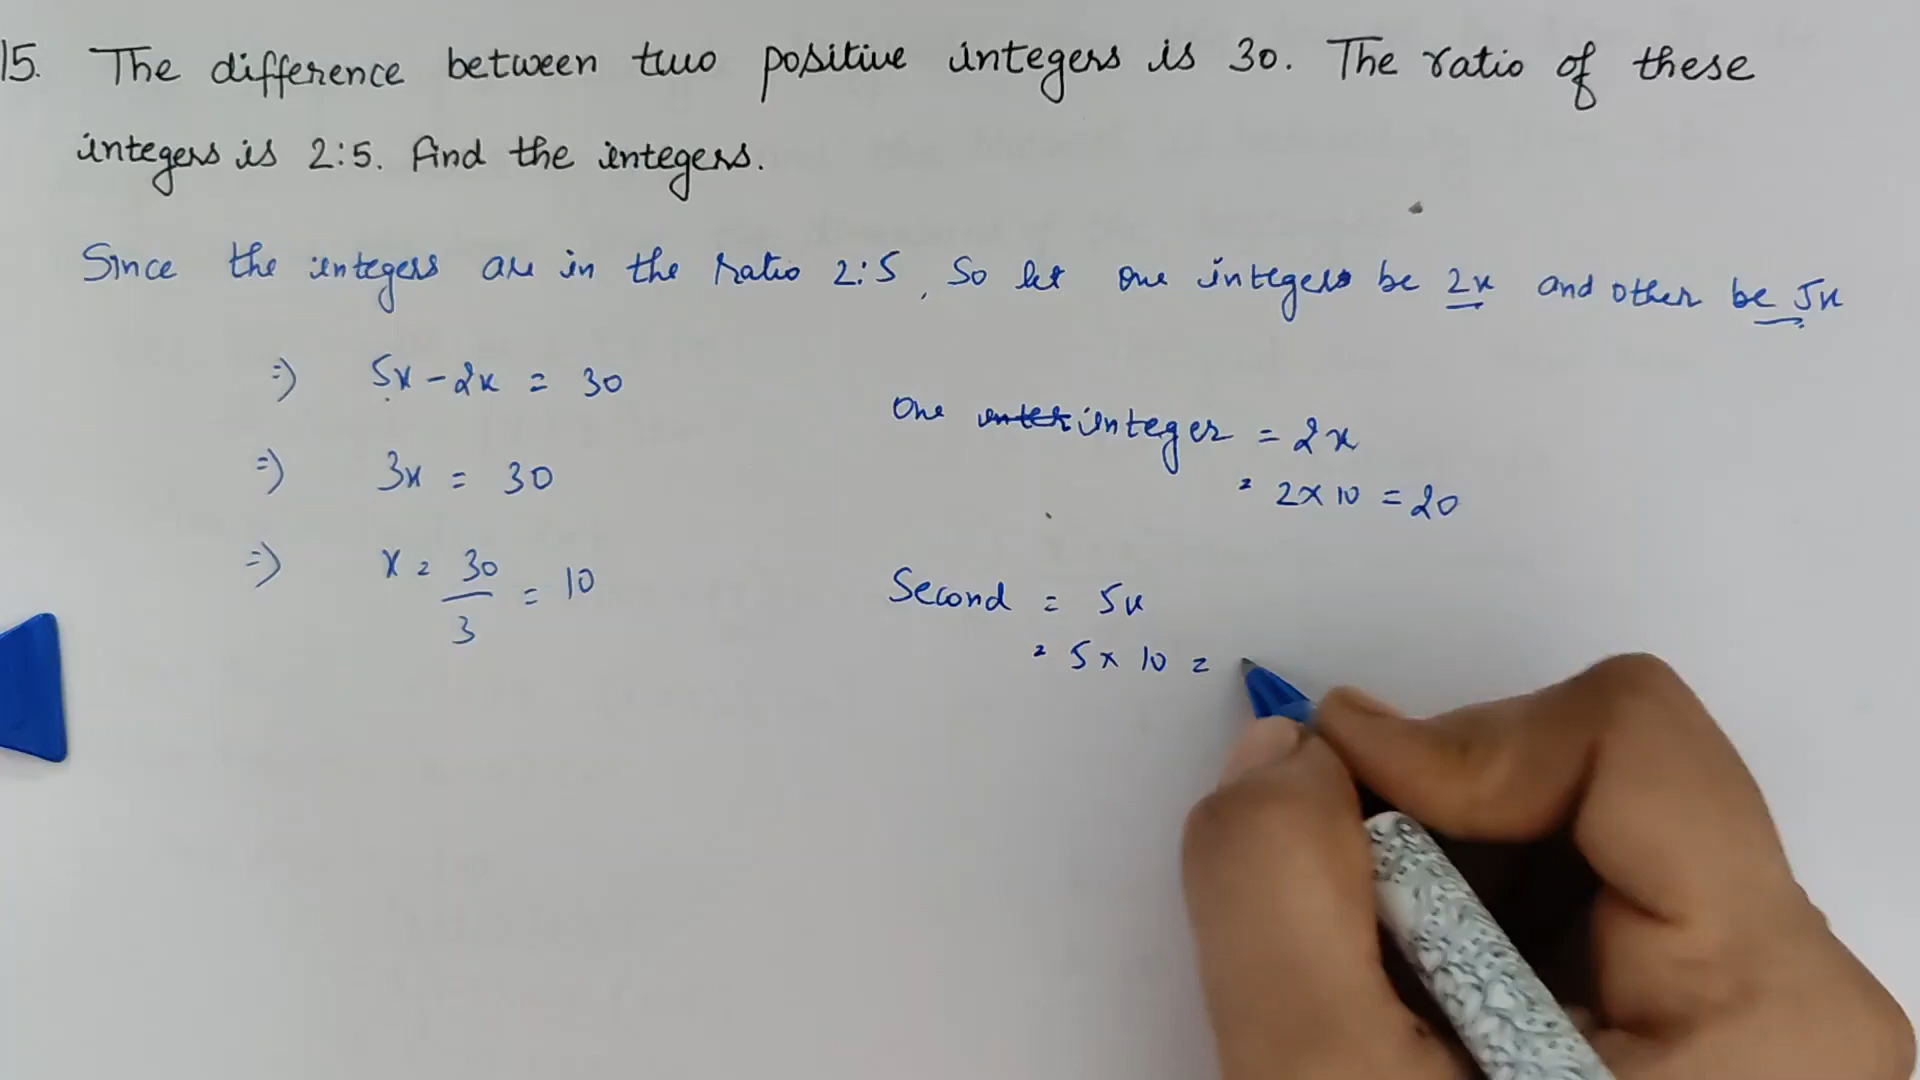 15. The difference between two positive integers is 30. The ratio of these
integers is 2:5. Find the integers.
Since the integers are in the ratio 2:5, So let one integers be 2x and other be 5x
=> 5x - 2x = 30
=> 3x = 30
=> x = 30/3 = 10
One integer = 2x
= 2 × 10 = 20
Second = 5x
= 5 × 10 =